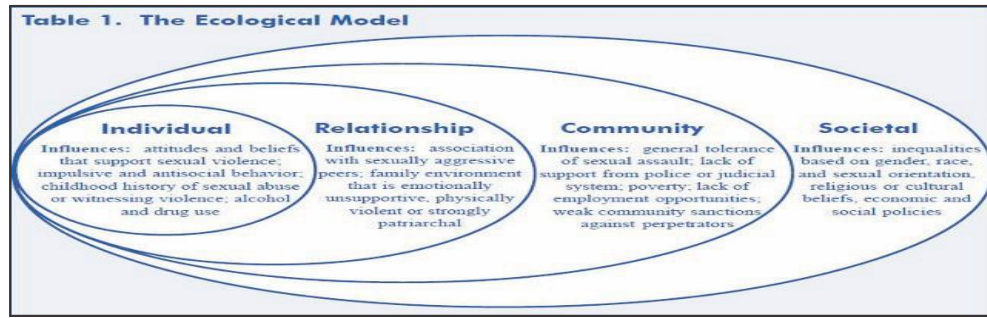 Table 1. The Ecological Model
Individual
Influences: attitudes and beliefs
that support sexual violence;
impulsive and antisocial behavior;
childhood history of sexual abuse
or witnessing violence; alcohol
and drug use
Relationship
Influences: association
with sexually aggressive
peers; family environment
that is emotionally
unsupportive, physically
violent or strongly
patriarchal
Community
Influences: general tolerance
of sexual assault; lack of
support from police or judicial
system; poverty; lack of
employment opportunities;
weak community sanctions
against perpetrators
Societal
Influences: inequalities
based on gender, race,
and sexual orientation,
religious or cultural
beliefs, economic and
social policies